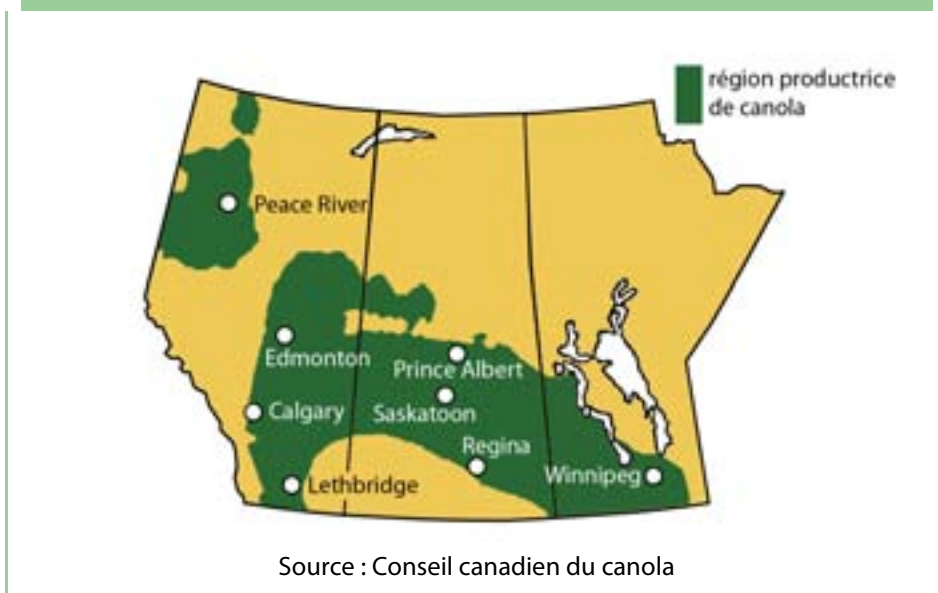 région productrice
de canola
Peace River
Edmonton
Prince Albert
Calgary
Saskatoon
Regina
Lethbridge
Winnipeg
Source : Conseil canadien du canola